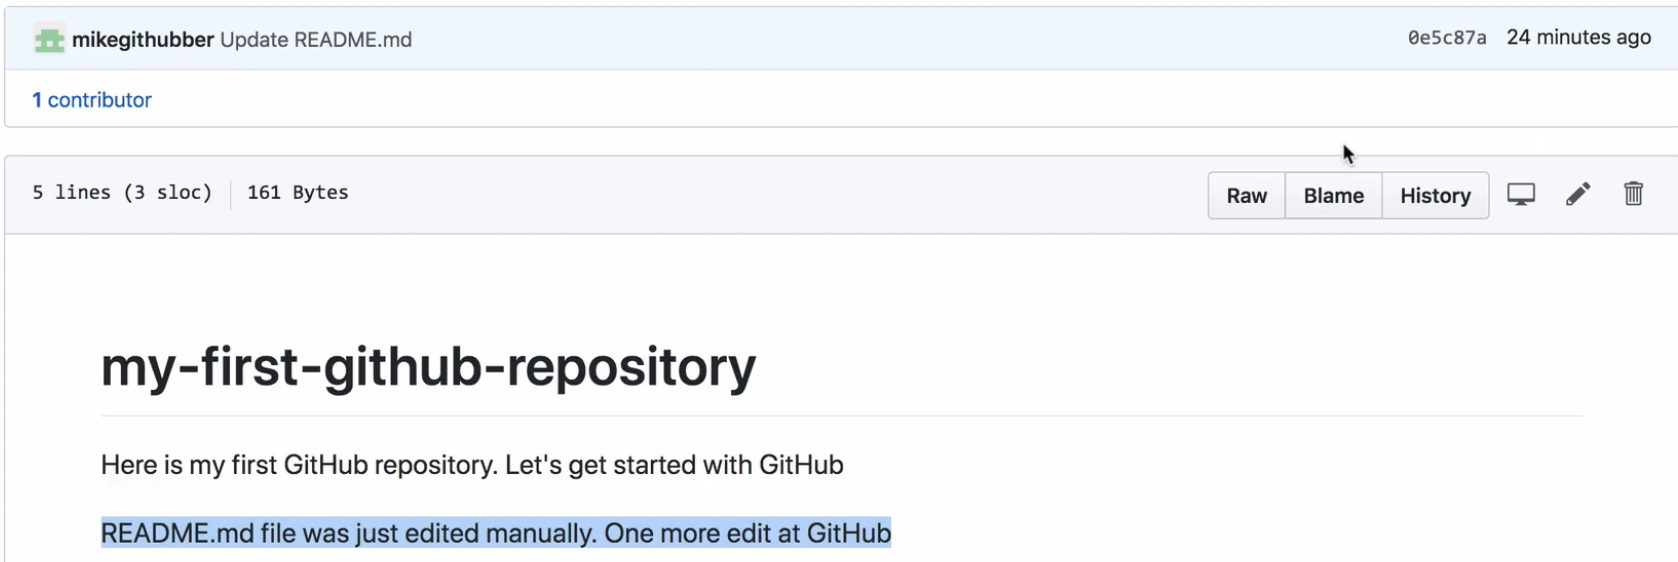 mikegithubber Update README.md 0e5c87a 24 minutes ago
1 contributor
5 lines (3 sloc) 161 Bytes Raw Blame History
my-first-github-repository
Here is my first GitHub repository. Let's get started with GitHub
README.md file was just edited manually. One more edit at GitHub